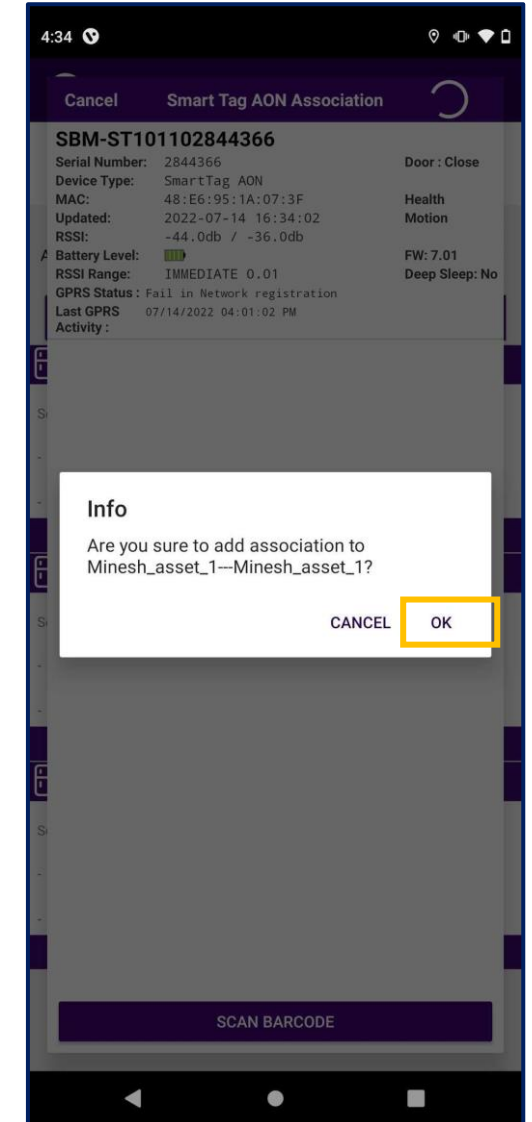 4:34
Cancel Smart Tag AON Association
SBM-ST101102844366
Serial Number: 2844366 Door : Close
Device Type: SmartTag AON
MAC: 48:E6:95:1A:07:3F Health
Updated: 2022-07-14 16:34:02 Motion
RSSI: -44.0db / -36.0db
Battery Level: FW: 7.01
RSSI Range: IMMEDIATE 0.01 Deep Sleep: No
GPRS Status : Fail in Network registration
Last GPRS 07/14/2022 04:01:02 PM
Activity :
Info
Are you sure to add association to
Minesh_asset_1---Minesh_asset_1?
CANCEL OK
SCAN BARCODE